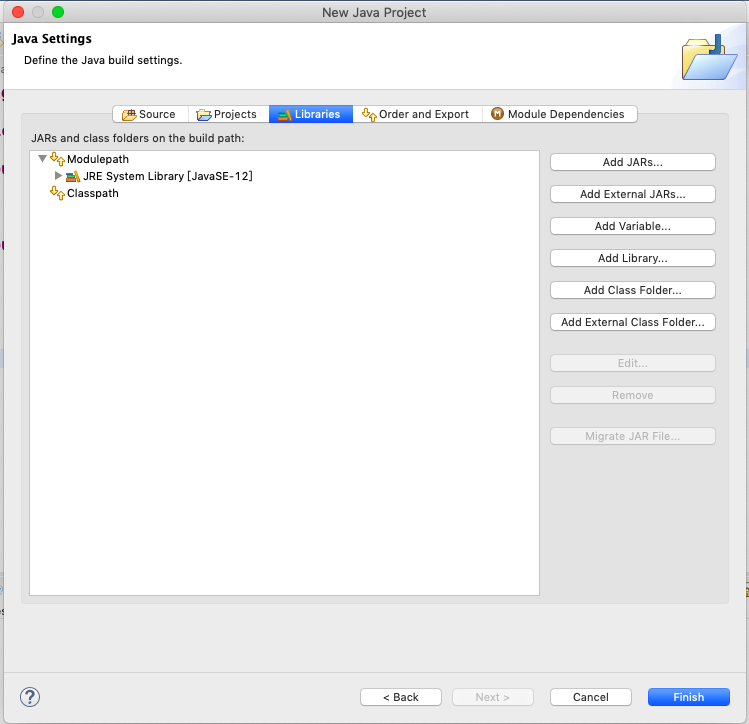 New Java Project
Java Settings
Define the Java build settings.
Source Projects Libraries Order and Export M Module Dependencies
JARs and class folders on the build path:
Modulepath
JRE System Library [JavaSE-12]
Classpath
Add JARs...
Add External JARs...
Add Variable...
Add Library...
Add Class Folder...
Add External Class Folder...
Edit...
Remove
Migrate JAR File...
?
< Back Next > Cancel Finish